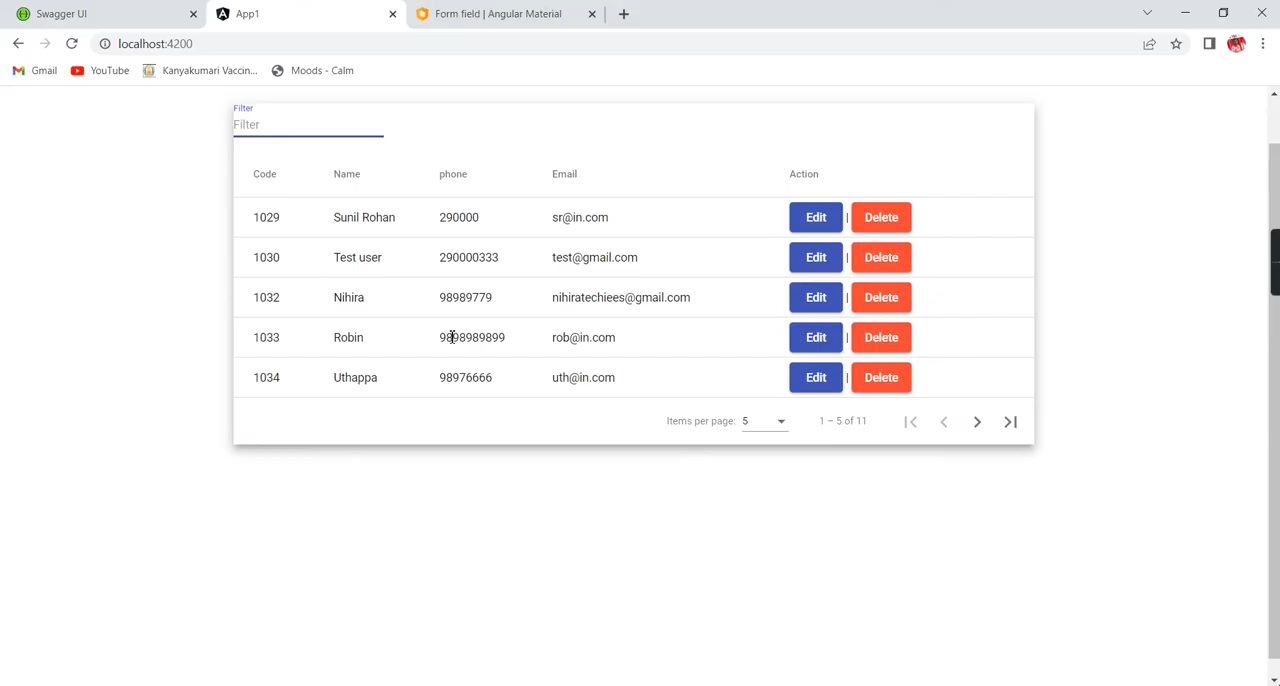 Swagger UI
App1
Form field | Angular Material
localhost:4200
Gmail
YouTube
Kanyakumari Vaccin...
Moods - Calm
Filter
Filter
Code Name phone Email Action
1029 Sunil Rohan 290000 sr@in.com Edit | Delete
1030 Test user 290000333 test@gmail.com Edit | Delete
1032 Nihira 98989779 nihiratechiees@gmail.com Edit | Delete
1033 Robin 9898989899 rob@in.com Edit | Delete
1034 Uthappa 98976666 uth@in.com Edit | Delete
Items per page: 5 1 – 5 of 11